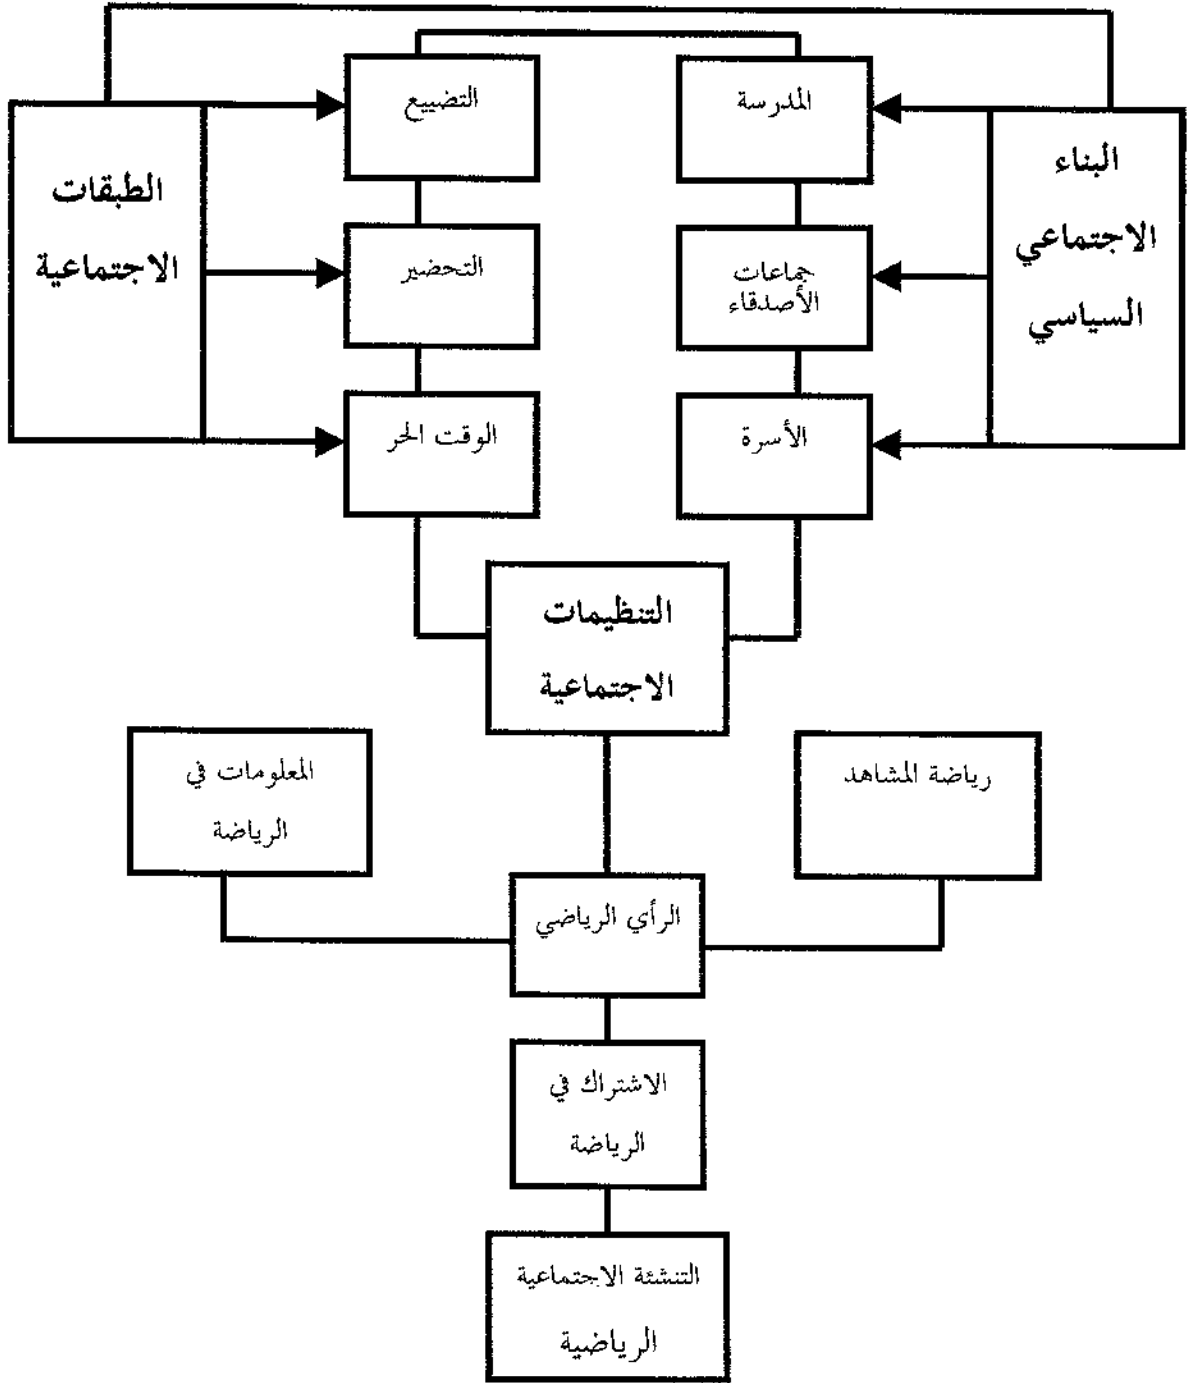 المدرسة
التضييع
البناء
الاجتماعي
السياسي
الطبقات
الاجتماعية
جماعات
الأصدقاء
التحضير
الأسرة
الوقت الحر
التنظيمات
الاجتماعية
رياضة المشاهد
المعلومات في
الرياضة
الرأي الرياضي
الاشتراك في
الرياضة
التنشئة الاجتماعية
الرياضية